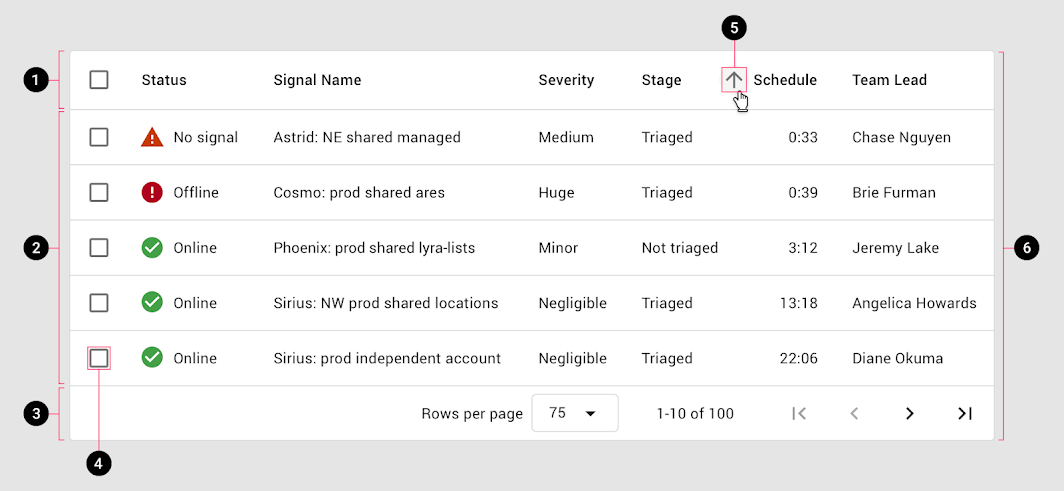 5
1 Status Signal Name Severity Stage Schedule Team Lead
No signal Astrid: NE shared managed Medium Triaged 0:33 Chase Nguyen
Offline Cosmo: prod shared ares Huge Triaged 0:39 Brie Furman
2 Online Phoenix: prod shared lyra-lists Minor Not triaged 3:12 Jeremy Lake 6
Online Sirius: NW prod shared locations Negligible Triaged 13:18 Angelica Howards
Online Sirius: prod independent account Negligible Triaged 22:06 Diane Okuma
3 Rows per page 75 1-10 of 100
4